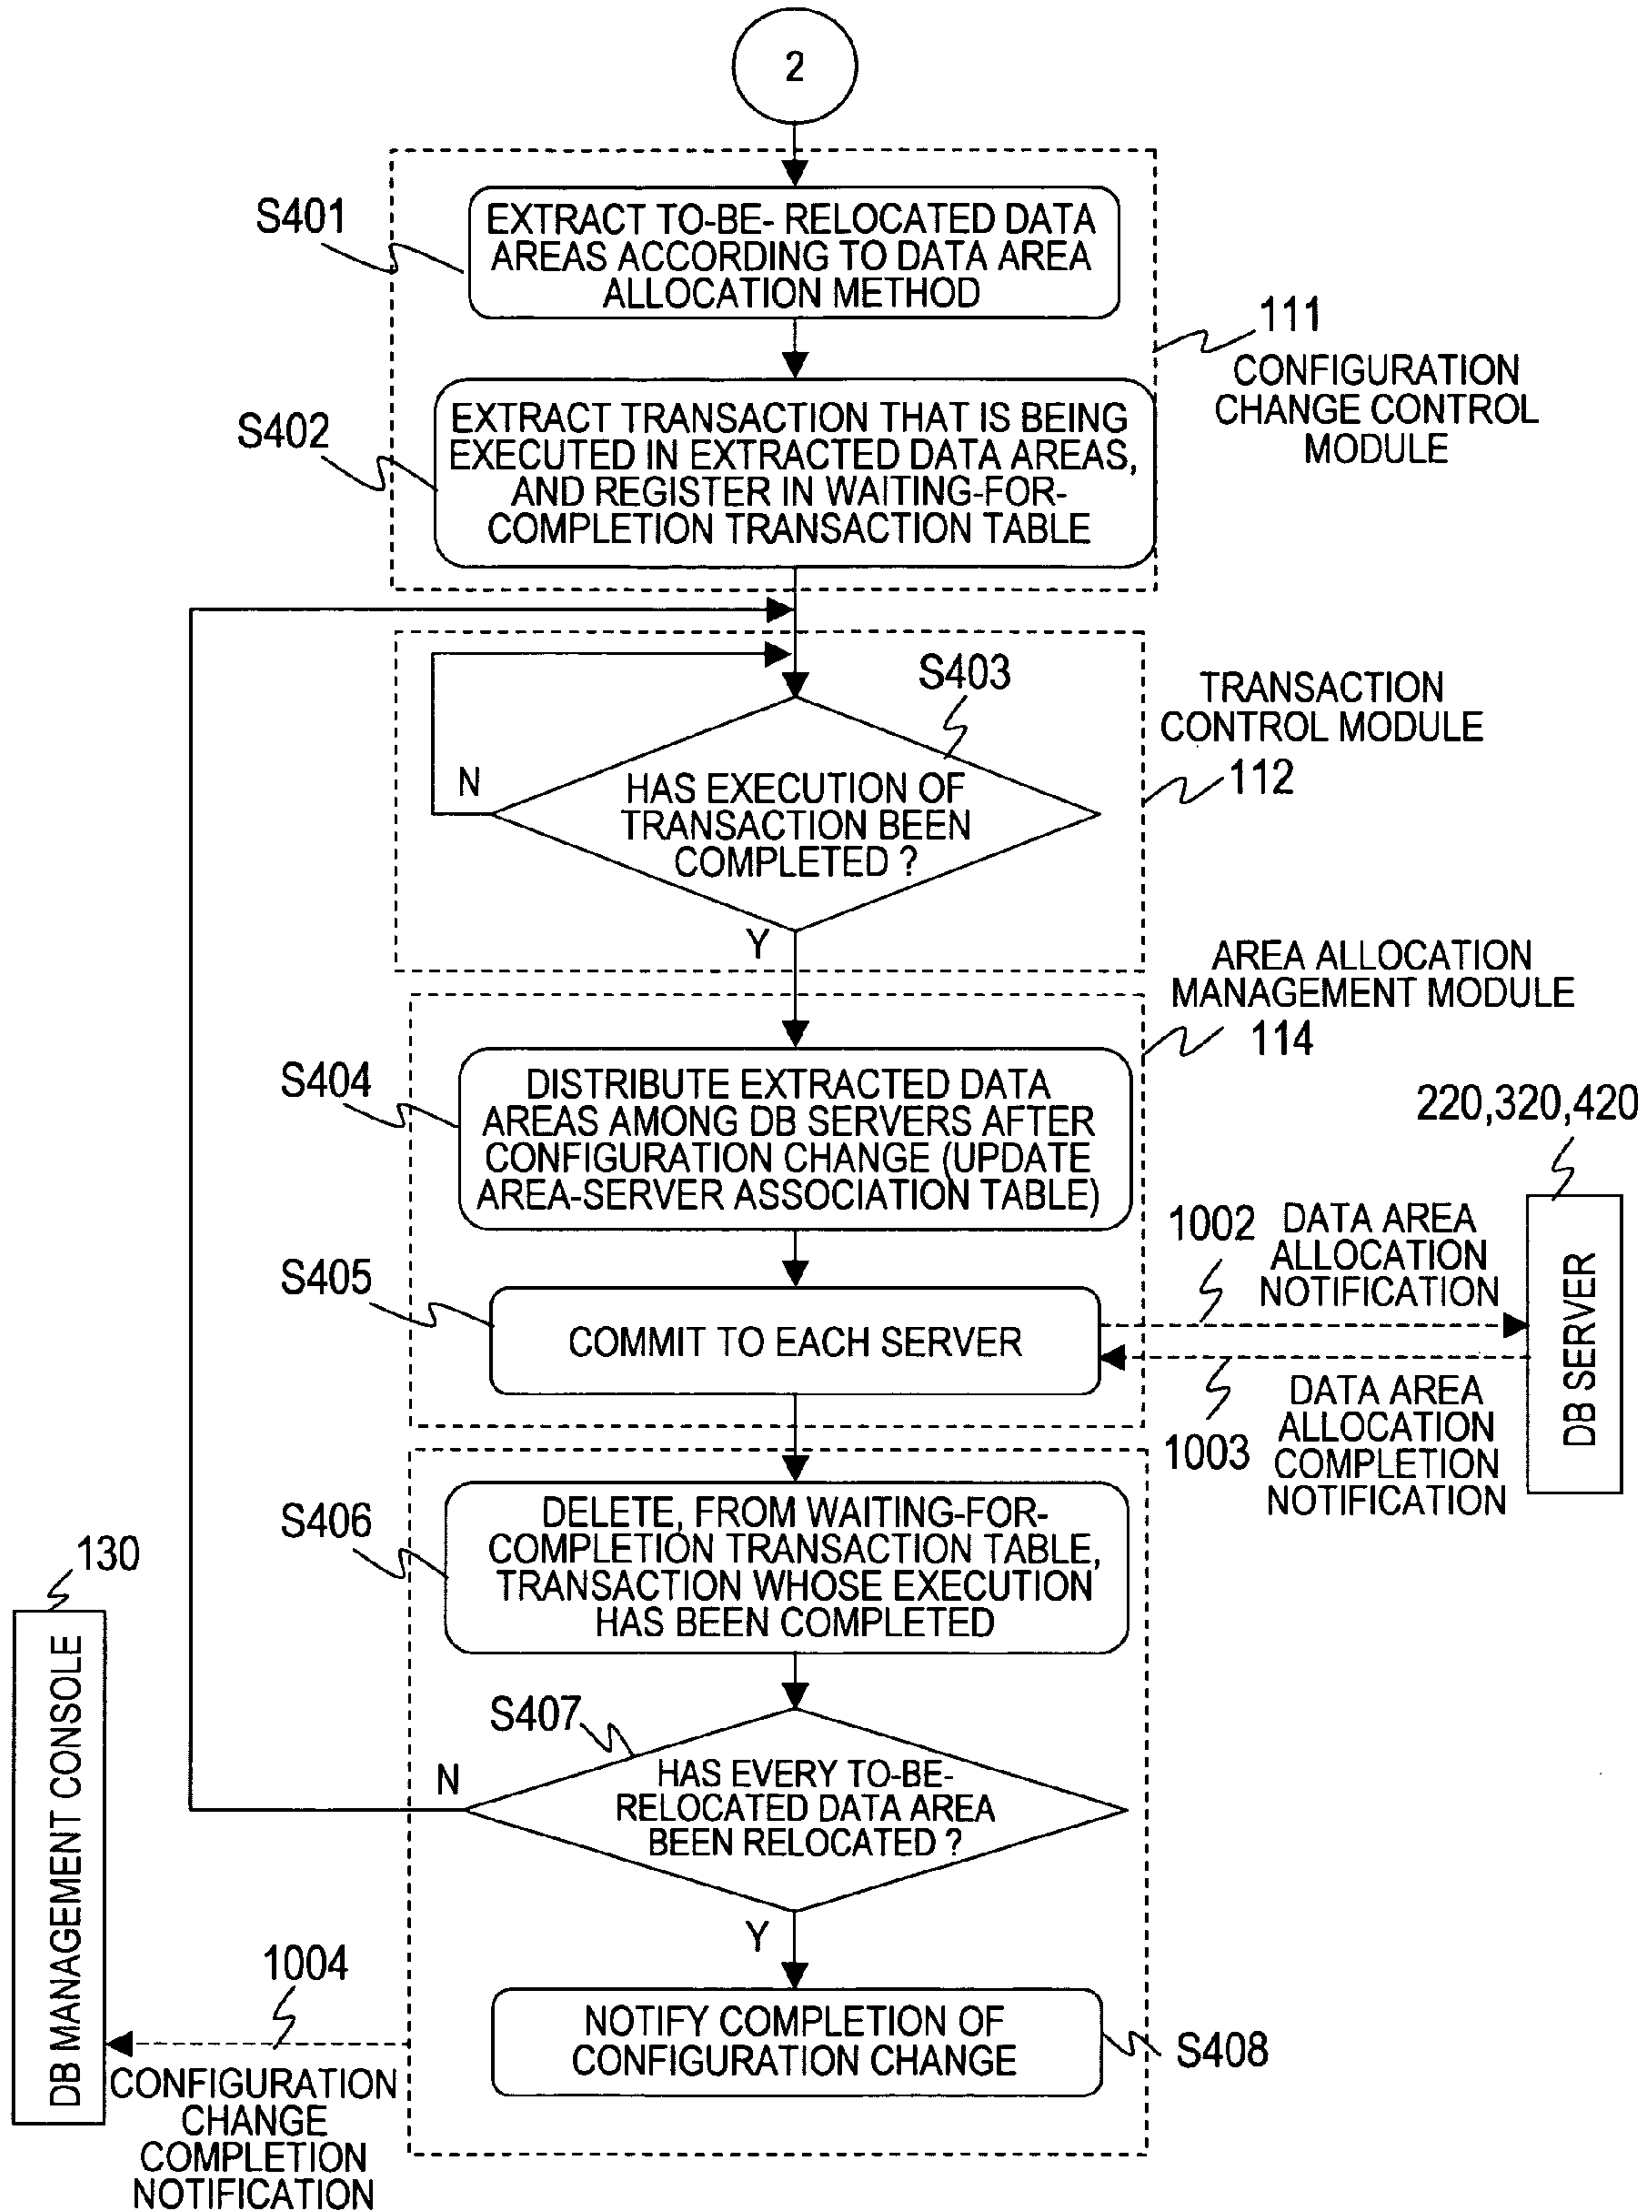 2
S401
EXTRACT TO-BE- RELOCATED DATA
AREAS ACCORDING TO DATA AREA
ALLOCATION METHOD
111
CONFIGURATION
CHANGE CONTROL
MODULE
S402
EXTRACT TRANSACTION THAT IS BEING
EXECUTED IN EXTRACTED DATA AREAS,
AND REGISTER IN WAITING-FOR-
COMPLETION TRANSACTION TABLE
S403
TRANSACTION
CONTROL MODULE
112
N
HAS EXECUTION OF
TRANSACTION BEEN
COMPLETED ?
Y
AREA ALLOCATION
MANAGEMENT MODULE
114
S404
DISTRIBUTE EXTRACTED DATA
AREAS AMONG DB SERVERS AFTER
CONFIGURATION CHANGE (UPDATE
AREA-SERVER ASSOCIATION TABLE)
220,320,420
DB SERVER
1002
DATA AREA
ALLOCATION
NOTIFICATION
S405
COMMIT TO EACH SERVER
1003
DATA AREA
ALLOCATION
COMPLETION
NOTIFICATION
S406
DELETE, FROM WAITING-FOR-
COMPLETION TRANSACTION TABLE,
TRANSACTION WHOSE EXECUTION
HAS BEEN COMPLETED
130
DB MANAGEMENT CONSOLE
S407
N
HAS EVERY TO-BE-
RELOCATED DATA AREA
BEEN RELOCATED ?
Y
1004
CONFIGURATION
CHANGE
COMPLETION
NOTIFICATION
NOTIFY COMPLETION OF
CONFIGURATION CHANGE
S408